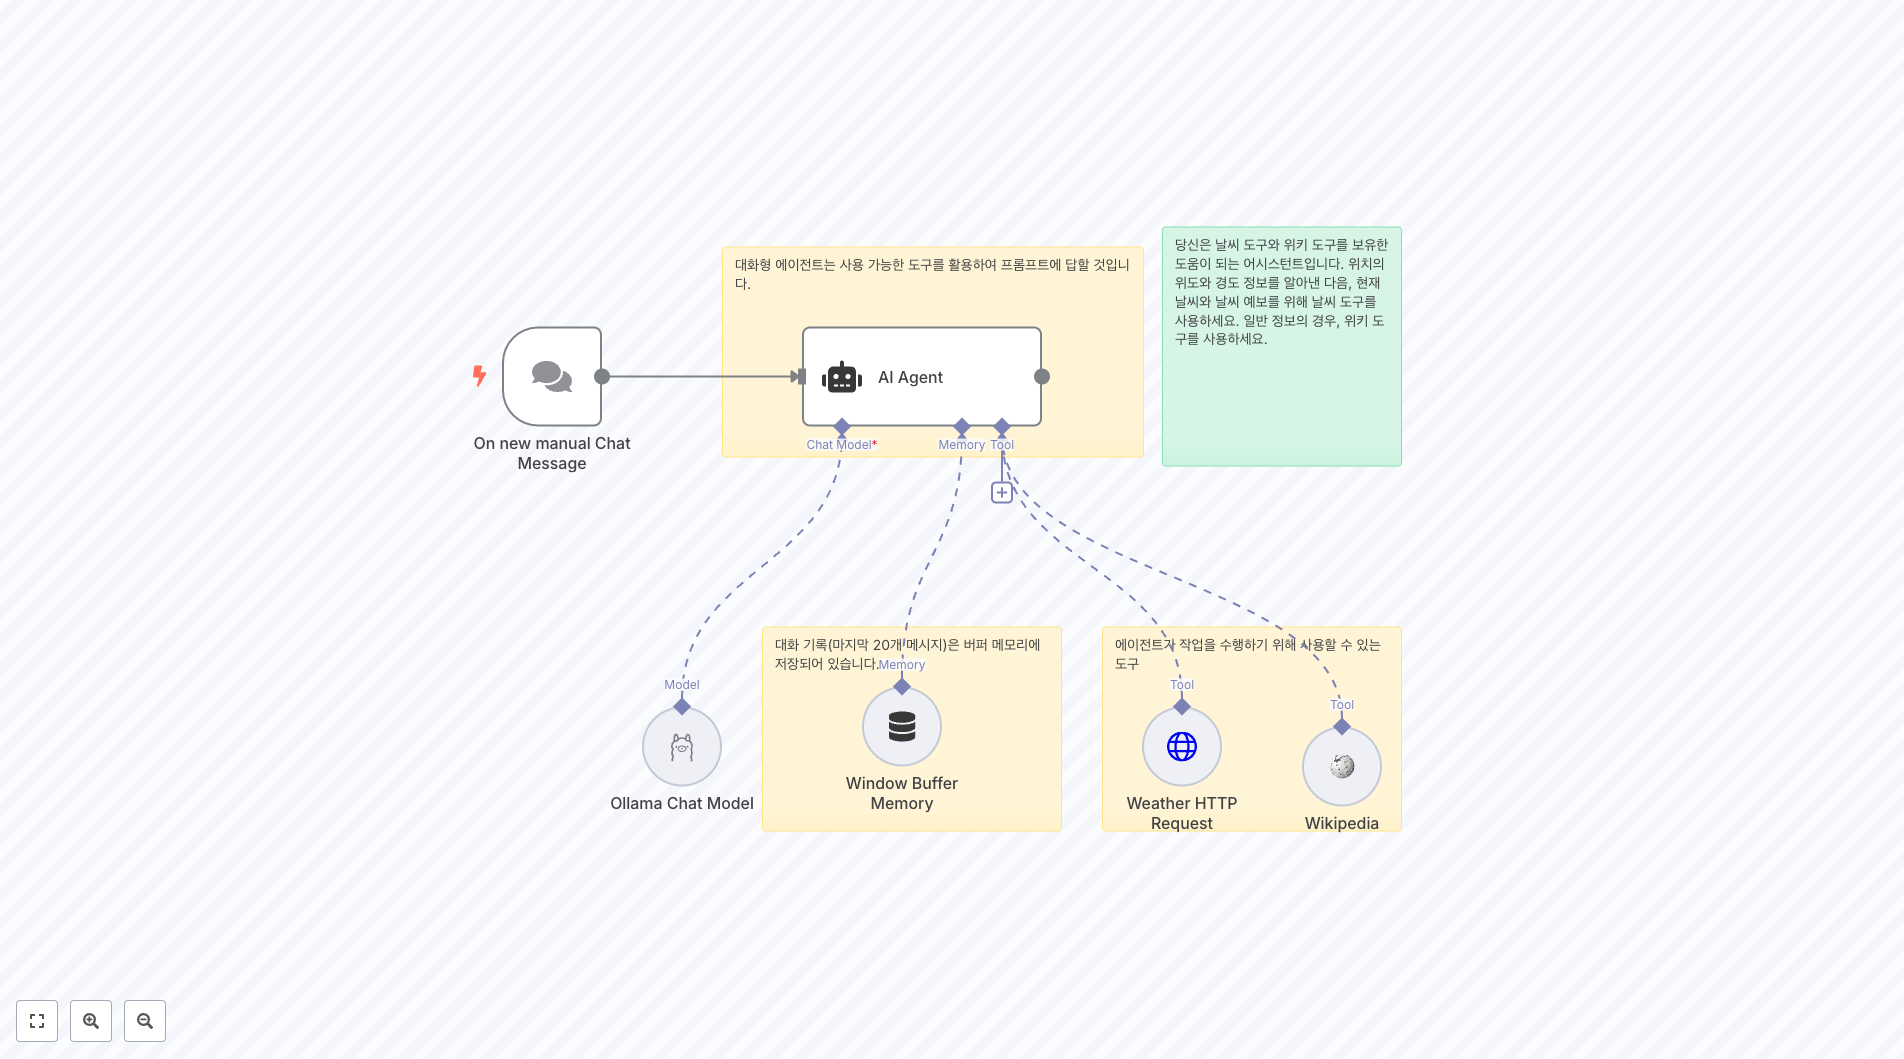 대화형 에이전트는 사용 가능한 도구를 활용하여 프롬프트에 답할 것입니
다.
당신은 날씨 도구와 위키 도구를 보유한
도움이 되는 어시스턴트입니다. 위치의
위도와 경도 정보를 알아낸 다음, 현재
날씨와 날씨 예보를 위해 날씨 도구를
사용하세요. 일반 정보의 경우, 위키 도
구를 사용하세요.
On new manual Chat
Message
AI Agent
Chat Model*
Memory
Tool
Model
Ollama Chat Model
대화 기록(마지막 20개 메시지)은 버퍼 메모리에
저장되어 있습니다.
Memory
Window Buffer
Memory
에이전트가 작업을 수행하기 위해 사용할 수 있는
도구
Tool
Weather HTTP
Request
Tool
Wikipedia